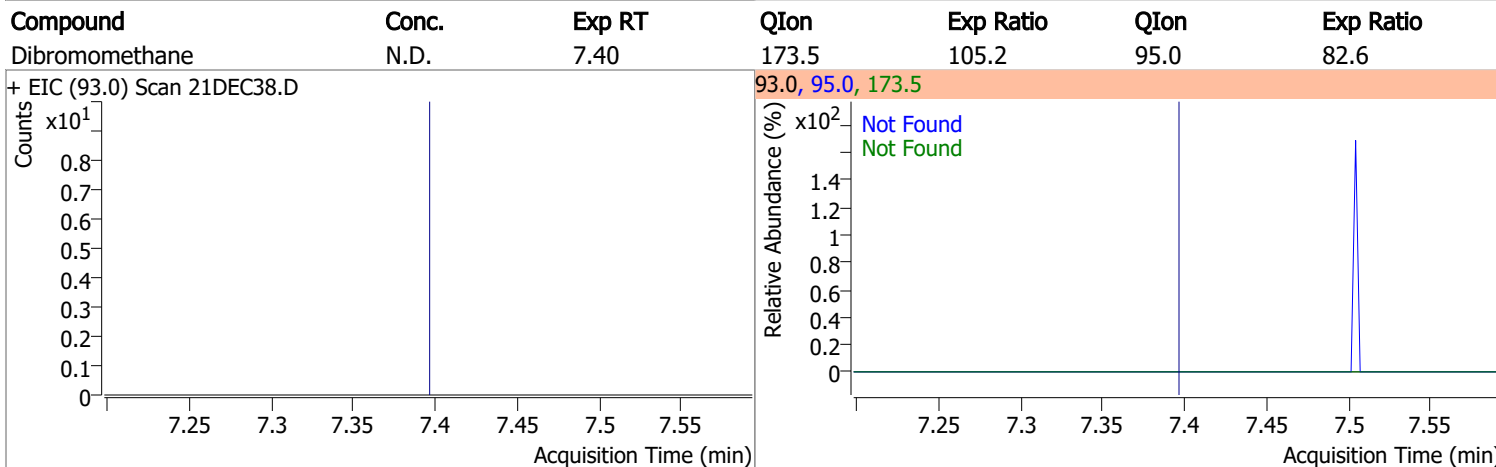 Compound Conc. Exp RT QIon Exp Ratio QIon Exp Ratio
Dibromomethane N.D. 7.40 173.5 105.2 95.0 82.6
+ EIC (93.0) Scan 21DEC38.D
Counts
x10¹
0.8
0.7
0.6
0.5
0.4
0.3
0.2
0.1
0
7.25 7.3 7.35 7.4 7.45 7.5 7.55
Acquisition Time (min)
93.0, 95.0, 173.5
Relative Abundance (%)
x10²
Not Found
Not Found
1.4
1.2
1
0.8
0.6
0.4
0.2
0
7.25 7.3 7.35 7.4 7.45 7.5 7.55
Acquisition Time (min)